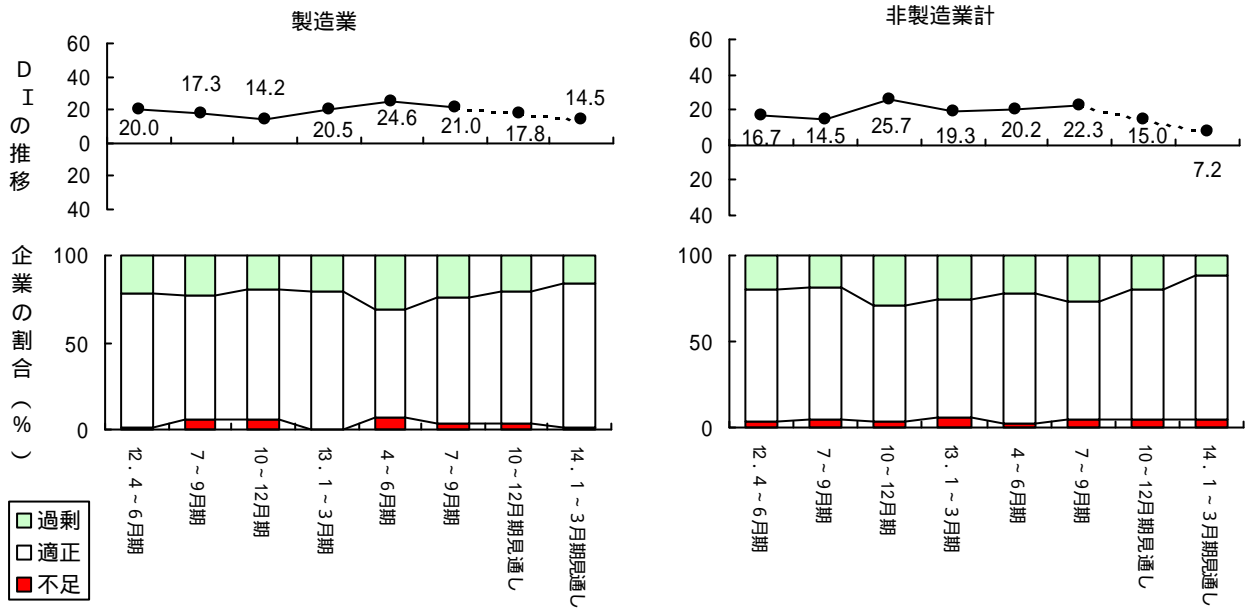 製造業
ＤＩの推移
60
40
20
0
20
40
20.0
17.3
14.2
20.5
24.6
21.0
17.8
14.5
非製造業計
60
40
20
0
20
40
16.7
14.5
25.7
19.3
20.2
22.3
15.0
7.2
企業の割合（%）
100
50
0
12．4～6月期
7～9月期
10～12月期
13．1～3月期
4～6月期
7～9月期
10～12月期見通し
14．1～3月期見通し
100
50
0
12．4～6月期
7～9月期
10～12月期
13．1～3月期
4～6月期
7～9月期
10～12月期見通し
14．1～3月期見通し
過剰
適正
不足